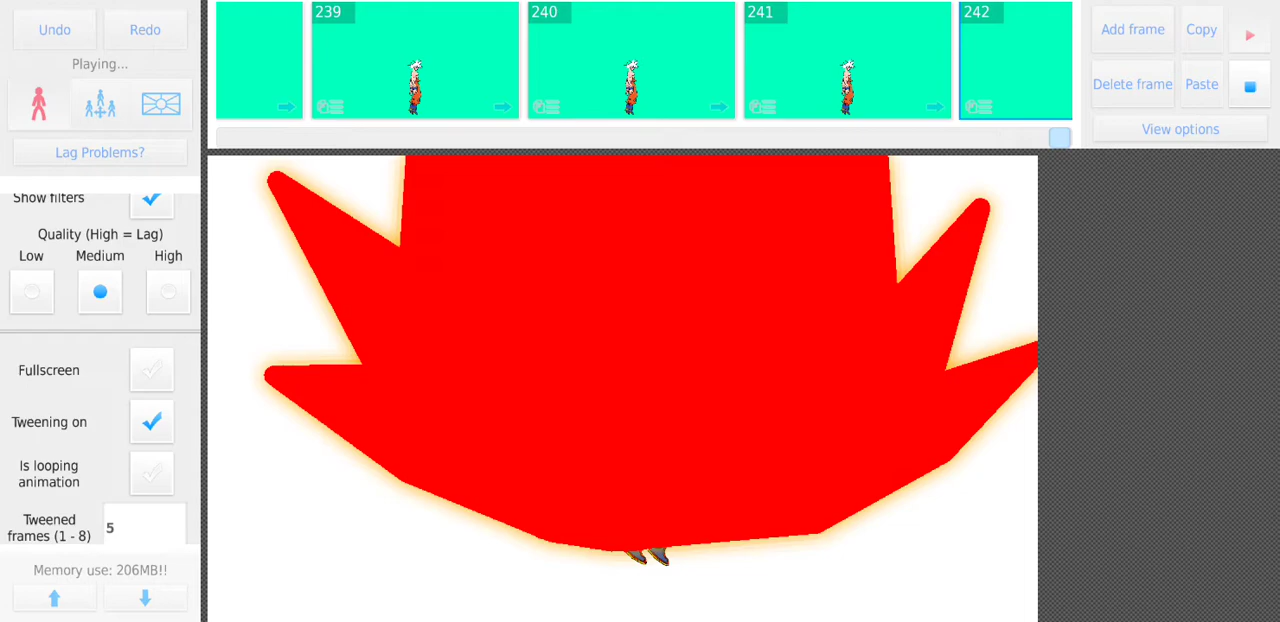 Undo
Redo
Playing...
Lag Problems?
Show filters
Quality (High = Lag)
Low
Medium
High
Fullscreen
Tweening on
Is looping
animation
Tweened
frames (1 - 8)
5
Memory use: 206MB!!
239
240
241
242
Add frame
Copy
Delete frame
Paste
View options